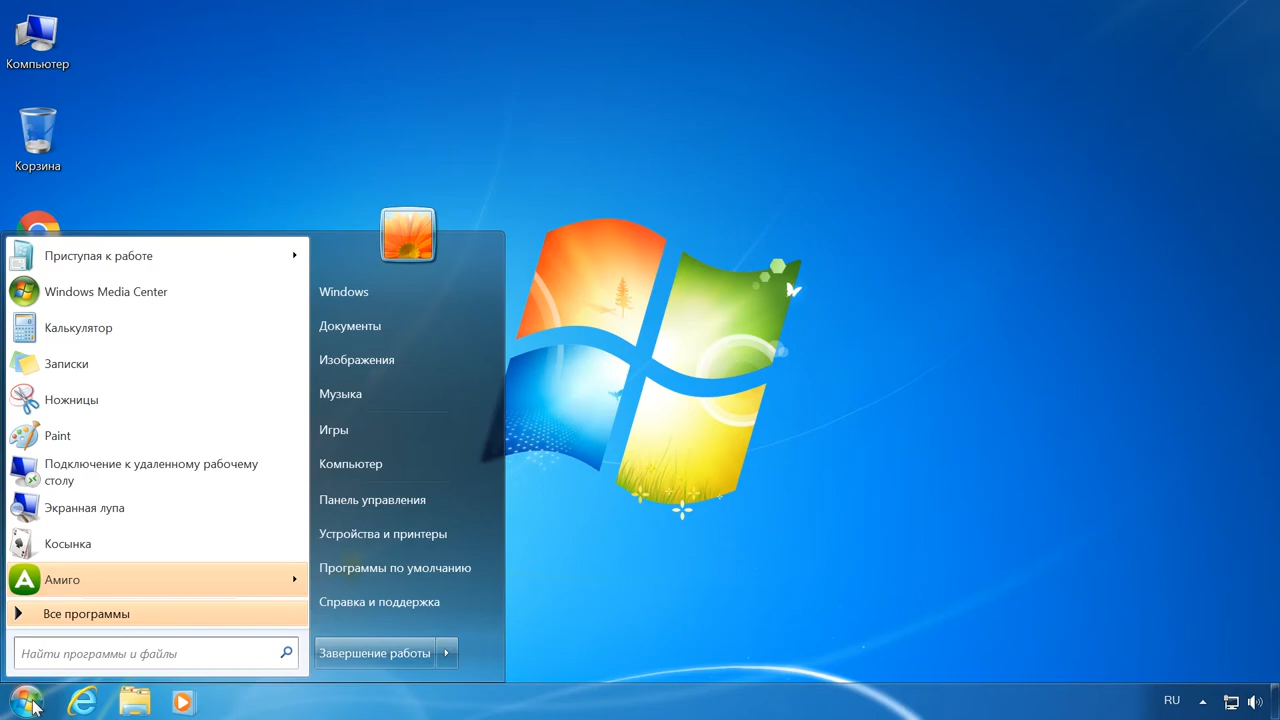 Компьютер
Корзина
Приступая к работе
Windows Media Center
Калькулятор
Записки
Ножницы
Paint
Подключение к удаленному рабочему
столу
Экранная лупа
Косынка
Амиго
Все программы
Найти программы и файлы
Windows
Документы
Изображения
Музыка
Игры
Компьютер
Панель управления
Устройства и принтеры
Программы по умолчанию
Справка и поддержка
Завершение работы
RU